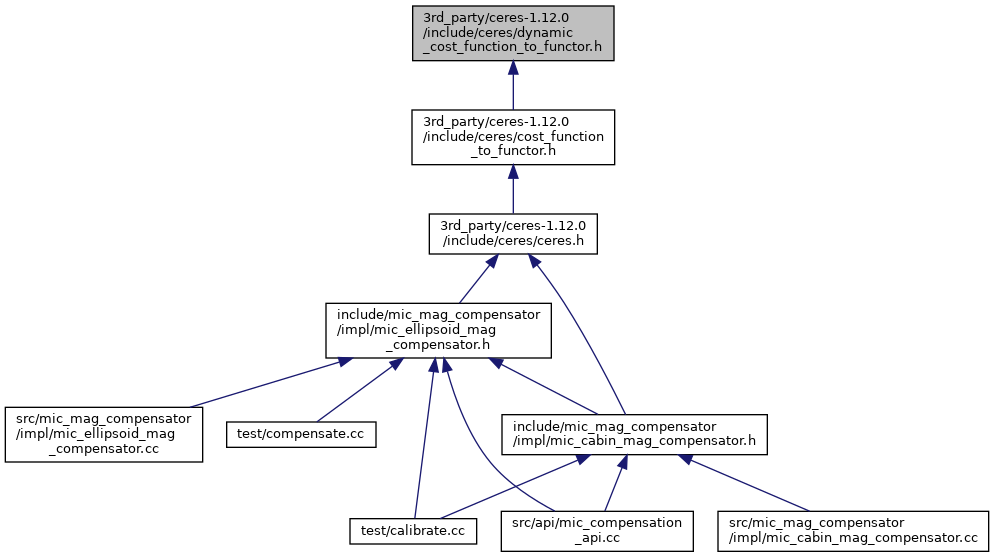 3rd_party/ceres-1.12.0
/include/ceres/dynamic
_cost_function_to_functor.h
3rd_party/ceres-1.12.0
/include/ceres/cost_function
_to_functor.h
3rd_party/ceres-1.12.0
/include/ceres/ceres.h
include/mic_mag_compensator
/impl/mic_ellipsoid_mag
_compensator.h
src/mic_mag_compensator
/impl/mic_ellipsoid_mag
_compensator.cc
test/compensate.cc
include/mic_mag_compensator
/impl/mic_cabin_mag_compensator.h
test/calibrate.cc
src/api/mic_compensation
_api.cc
src/mic_mag_compensator
/impl/mic_cabin_mag_compensator.cc